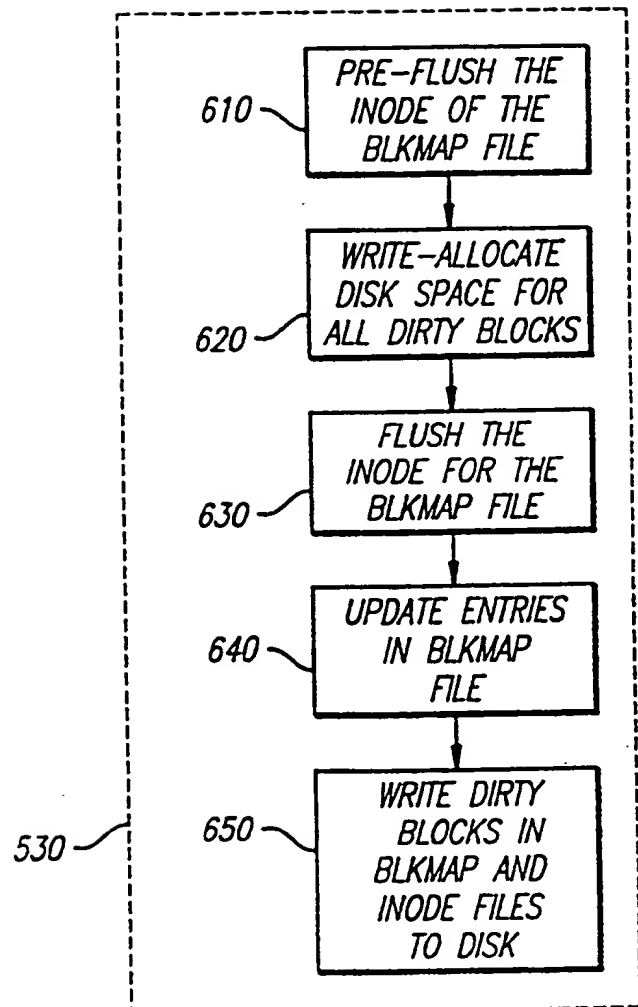 610
PRE-FLUSH THE
INODE OF THE
BLKMAP FILE
620
WRITE-ALLOCATE
DISK SPACE FOR
ALL DIRTY BLOCKS
630
FLUSH THE
INODE FOR THE
BLKMAP FILE
640
UPDATE ENTRIES
IN BLKMAP
FILE
530
650
WRITE DIRTY
BLOCKS IN
BLKMAP AND
INODE FILES
TO DISK